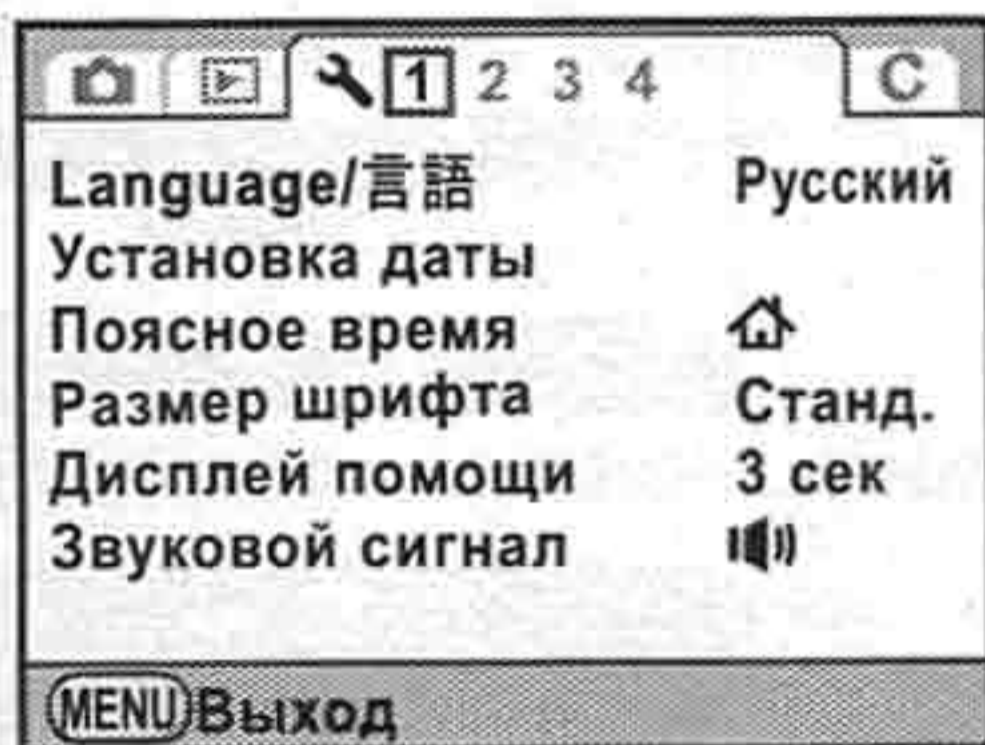 1 2 3 4 C
Language/言語 Русский
Установка даты
Поясное время
Размер шрифта Станд.
Дисплей помощи 3 сек
Звуковой сигнал
MENU Выход